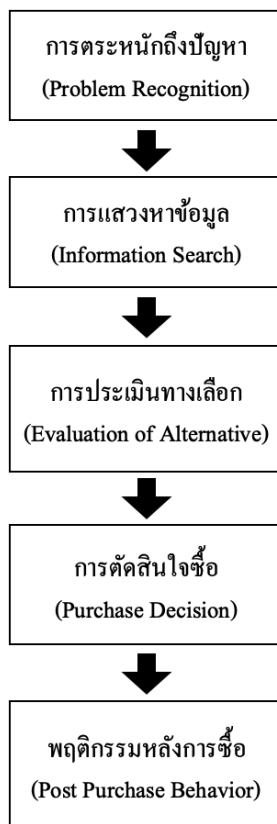 การตระหนักถึงปัญหา
(Problem Recognition)
การแสวงหาข้อมูล
(Information Search)
การประเมินทางเลือก
(Evaluation of Alternative)
การตัดสินใจซื้อ
(Purchase Decision)
พฤติกรรมหลังการซื้อ
(Post Purchase Behavior)